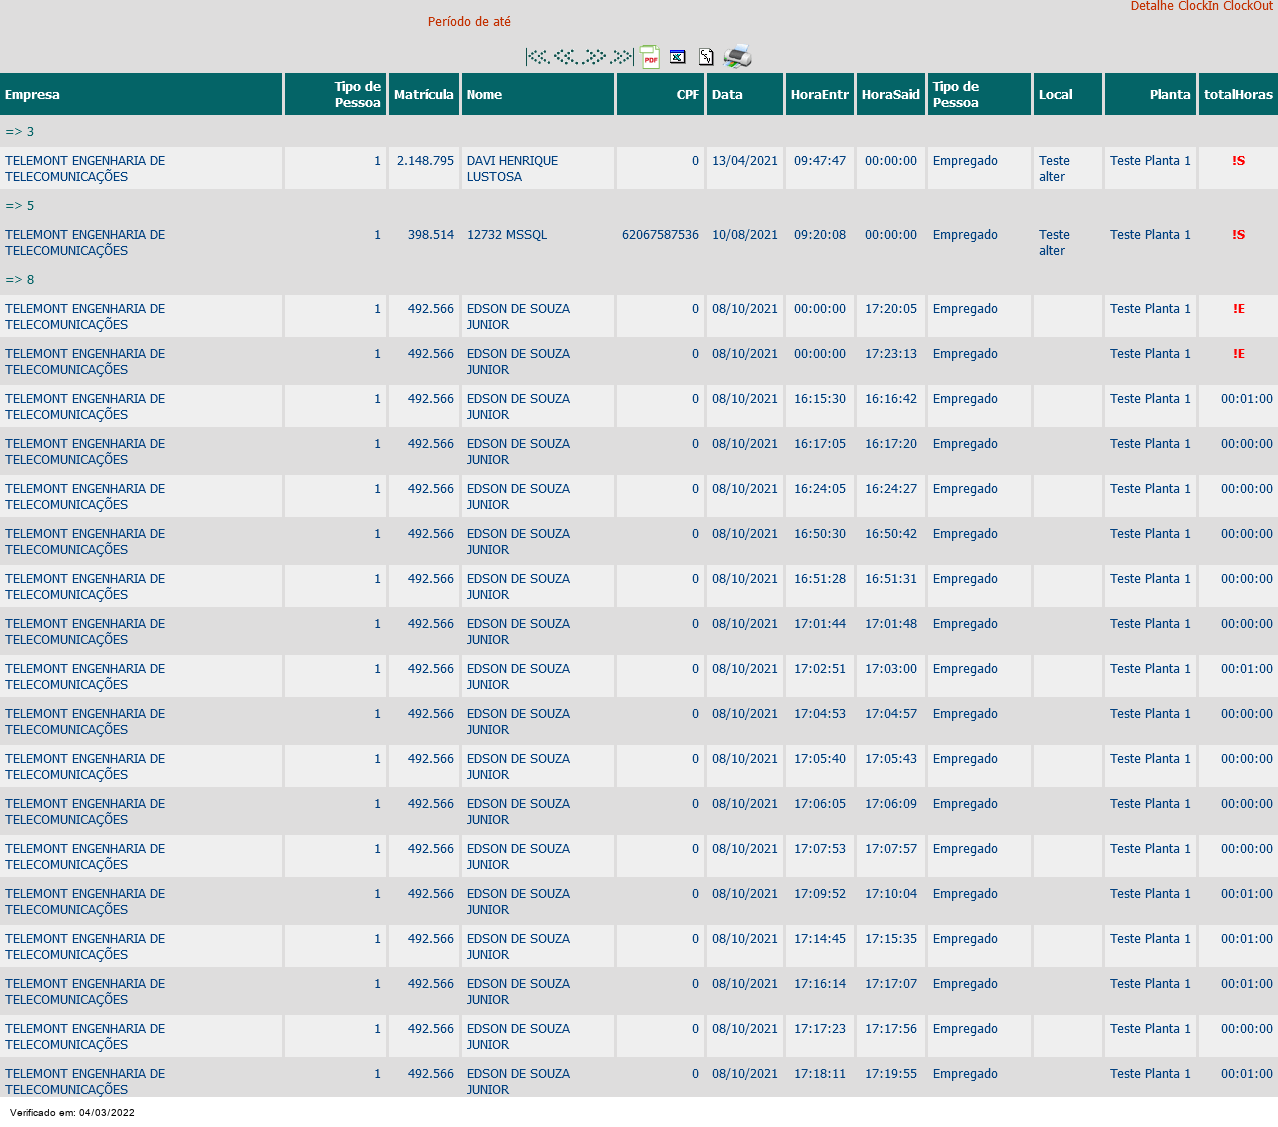 Detalhe ClockIn ClockOut
Período de até
Empresa Tipo de Pessoa Matrícula Nome CPF Data HoraEntr HoraSaid Tipo de Pessoa Local Planta totalHoras
=> 3
TELEMONT ENGENHARIA DE 1 2.148.795 DAVI HENRIQUE 0 13/04/2021 09:47:47 00:00:00 Empregado Teste Teste Planta 1 !S
TELECOMUNICAÇÕES LUSTOSA alter
=> 5
TELEMONT ENGENHARIA DE 1 398.514 12732 MSSQL 62067587536 10/08/2021 09:20:08 00:00:00 Empregado Teste Teste Planta 1 !S
TELECOMUNICAÇÕES alter
=> 8
TELEMONT ENGENHARIA DE 1 492.566 EDSON DE SOUZA 0 08/10/2021 00:00:00 17:20:05 Empregado Teste Planta 1 !E
TELECOMUNICAÇÕES JUNIOR
TELEMONT ENGENHARIA DE 1 492.566 EDSON DE SOUZA 0 08/10/2021 00:00:00 17:23:13 Empregado Teste Planta 1 !E
TELECOMUNICAÇÕES JUNIOR
TELEMONT ENGENHARIA DE 1 492.566 EDSON DE SOUZA 0 08/10/2021 16:15:30 16:16:42 Empregado Teste Planta 1 00:01:00
TELECOMUNICAÇÕES JUNIOR
TELEMONT ENGENHARIA DE 1 492.566 EDSON DE SOUZA 0 08/10/2021 16:17:05 16:17:20 Empregado Teste Planta 1 00:00:00
TELECOMUNICAÇÕES JUNIOR
TELEMONT ENGENHARIA DE 1 492.566 EDSON DE SOUZA 0 08/10/2021 16:24:05 16:24:27 Empregado Teste Planta 1 00:00:00
TELECOMUNICAÇÕES JUNIOR
TELEMONT ENGENHARIA DE 1 492.566 EDSON DE SOUZA 0 08/10/2021 16:50:30 16:50:42 Empregado Teste Planta 1 00:00:00
TELECOMUNICAÇÕES JUNIOR
TELEMONT ENGENHARIA DE 1 492.566 EDSON DE SOUZA 0 08/10/2021 16:51:28 16:51:31 Empregado Teste Planta 1 00:00:00
TELECOMUNICAÇÕES JUNIOR
TELEMONT ENGENHARIA DE 1 492.566 EDSON DE SOUZA 0 08/10/2021 17:01:44 17:01:48 Empregado Teste Planta 1 00:00:00
TELECOMUNICAÇÕES JUNIOR
TELEMONT ENGENHARIA DE 1 492.566 EDSON DE SOUZA 0 08/10/2021 17:02:51 17:03:00 Empregado Teste Planta 1 00:01:00
TELECOMUNICAÇÕES JUNIOR
TELEMONT ENGENHARIA DE 1 492.566 EDSON DE SOUZA 0 08/10/2021 17:04:53 17:04:57 Empregado Teste Planta 1 00:00:00
TELECOMUNICAÇÕES JUNIOR
TELEMONT ENGENHARIA DE 1 492.566 EDSON DE SOUZA 0 08/10/2021 17:05:40 17:05:43 Empregado Teste Planta 1 00:00:00
TELECOMUNICAÇÕES JUNIOR
TELEMONT ENGENHARIA DE 1 492.566 EDSON DE SOUZA 0 08/10/2021 17:06:05 17:06:09 Empregado Teste Planta 1 00:00:00
TELECOMUNICAÇÕES JUNIOR
TELEMONT ENGENHARIA DE 1 492.566 EDSON DE SOUZA 0 08/10/2021 17:07:53 17:07:57 Empregado Teste Planta 1 00:00:00
TELECOMUNICAÇÕES JUNIOR
TELEMONT ENGENHARIA DE 1 492.566 EDSON DE SOUZA 0 08/10/2021 17:09:52 17:10:04 Empregado Teste Planta 1 00:01:00
TELECOMUNICAÇÕES JUNIOR
TELEMONT ENGENHARIA DE 1 492.566 EDSON DE SOUZA 0 08/10/2021 17:14:45 17:15:35 Empregado Teste Planta 1 00:01:00
TELECOMUNICAÇÕES JUNIOR
TELEMONT ENGENHARIA DE 1 492.566 EDSON DE SOUZA 0 08/10/2021 17:16:14 17:17:07 Empregado Teste Planta 1 00:01:00
TELECOMUNICAÇÕES JUNIOR
TELEMONT ENGENHARIA DE 1 492.566 EDSON DE SOUZA 0 08/10/2021 17:17:23 17:17:56 Empregado Teste Planta 1 00:00:00
TELECOMUNICAÇÕES JUNIOR
TELEMONT ENGENHARIA DE 1 492.566 EDSON DE SOUZA 0 08/10/2021 17:18:11 17:19:55 Empregado Teste Planta 1 00:01:00
TELECOMUNICAÇÕES JUNIOR
Verificado em: 04/03/2022